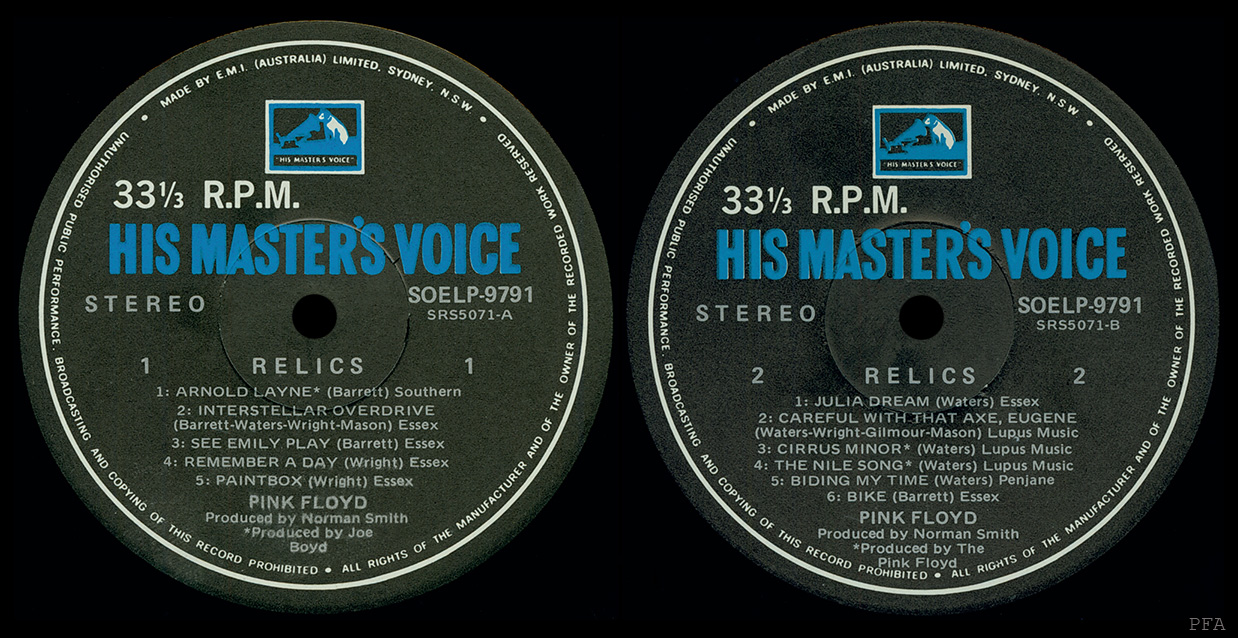 MADE BY E.M.I. (AUSTRALIA) LIMITED, SYDNEY, N.S.W
UNAUTHORISED PUBLIC PERFORMANCE, BROADCASTING AND COPYING OF THIS RECORD PROHIBITED • ALL RIGHTS OF THE MANUFACTURER AND OF THE OWNER OF THE RECORDED WORK RESERVED
"HIS MASTER'S VOICE"
33⅓ R.P.M.
HIS MASTER'S VOICE
STEREO
SOELP-9791
SRS5071-A
1 RELICS 1
1: ARNOLD LAYNE* (Barrett) Southern
2: INTERSTELLAR OVERDRIVE
(Barrett-Waters-Wright-Mason) Essex
3: SEE EMILY PLAY (Barrett) Essex
4: REMEMBER A DAY (Wright) Essex
5: PAINTBOX (Wright) Essex
PINK FLOYD
Produced by Norman Smith
*Produced by Joe
Boyd
MADE BY E.M.I. (AUSTRALIA) LIMITED, SYDNEY, N.S.W
UNAUTHORISED PUBLIC PERFORMANCE, BROADCASTING AND COPYING OF THIS RECORD PROHIBITED • ALL RIGHTS OF THE MANUFACTURER AND OF THE OWNER OF THE RECORDED WORK RESERVED
"HIS MASTER'S VOICE"
33⅓ R.P.M.
HIS MASTER'S VOICE
STEREO
SOELP-9791
SRS5071-B
2 RELICS 2
1: JULIA DREAM (Waters) Essex
2: CAREFUL WITH THAT AXE, EUGENE
(Waters-Wright-Gilmour-Mason) Lupus Music
3: CIRRUS MINOR* (Waters) Lupus Music
4: THE NILE SONG* (Waters) Lupus Music
5: BIDING MY TIME (Waters) Penjane
6: BIKE (Barrett) Essex
PINK FLOYD
Produced by Norman Smith
*Produced by The
Pink Floyd
PFA